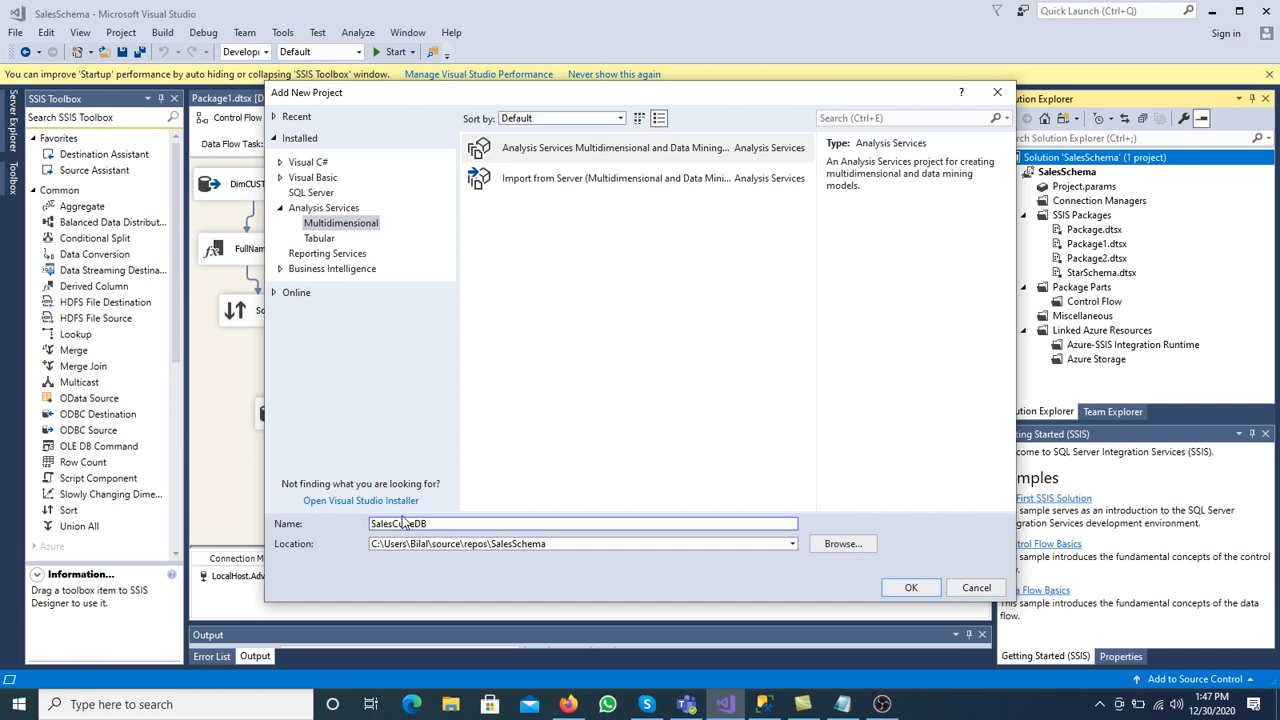 SalesSchema - Microsoft Visual Studio
Quick Launch (Ctrl+Q)
File Edit View Project Build Debug Team Tools Test Analyze Window Help
Sign in
Develop Default Start
You can improve 'Startup' performance by auto hiding or collapsing 'SSIS Toolbox' window. Manage Visual Studio Performance Never show this again
Server Explorer
Toolbox
SSIS Toolbox
Search SSIS Toolbox
Favorites
Destination Assistant
Source Assistant
Common
Aggregate
Balanced Data Distribut...
Conditional Split
Data Conversion
Data Streaming Destina...
Derived Column
HDFS File Destination
HDFS File Source
Lookup
Merge
Merge Join
Multicast
OData Source
ODBC Destination
ODBC Source
OLE DB Command
Row Count
Script Component
Slowly Changing Dime...
Sort
Union All
Azure
Information...
Drag a toolbox item to SSIS
Designer to use it.
Package1.dtsx [D
Control Flow
Data Flow Task:
DimCUST
FullNam
So
Connection M
LocalHost.Adv
Add New Project
?
Recent
Installed
Visual C#
Visual Basic
SQL Server
Analysis Services
Multidimensional
Tabular
Reporting Services
Business Intelligence
Online
Not finding what you are looking for?
Open Visual Studio Installer
Sort by: Default
Search (Ctrl+E)
Analysis Services Multidimensional and Data Mining... Analysis Services
Import from Server (Multidimensional and Data Mini... Analysis Services
Type: Analysis Services
An Analysis Services project for creating
multidimensional and data mining
models.
Name: SalesCubeDB
Location: C:\Users\Bilal\source\repos\SalesSchema
Browse...
OK Cancel
Output
Error List Output
Solution Explorer
Search Solution Explorer (Ctrl+;)
Solution 'SalesSchema' (1 project)
SalesSchema
Project.params
Connection Managers
SSIS Packages
Package.dtsx
Package1.dtsx
Package2.dtsx
StarSchema.dtsx
Package Parts
Control Flow
Miscellaneous
Linked Azure Resources
Azure-SSIS Integration Runtime
Azure Storage
ution Explorer Team Explorer
ing Started (SSIS)
come to SQL Server Integration Services (SSIS).
mples
First SSIS Solution
sample serves as an introduction to the SQL Server
Integration Services development environment.
ntrol Flow Basics
sample introduces the fundamental concepts of the control
.
a Flow Basics
This sample introduces the fundamental concepts of the data
flow.
Getting Started (SSIS) Properties
Add to Source Control
Type here to search
1:47 PM
12/30/2020